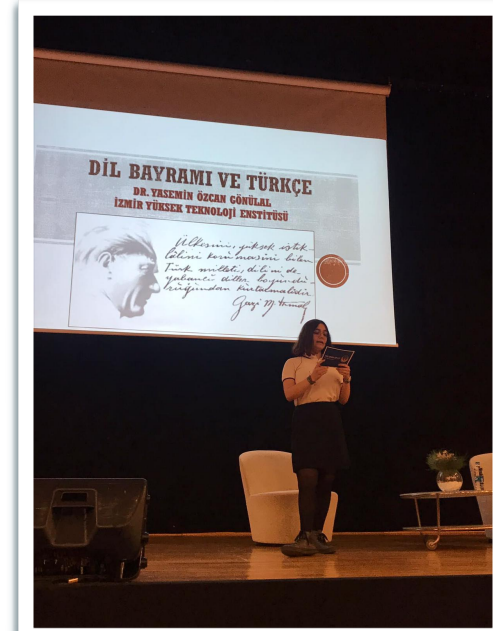 DİL BAYRAMI VE TÜRKÇE
DR. YASEMİN ÖZCAN GÖNÜLAL
İZMİR YÜKSEK TEKNOLOJİ ENSTİTÜSÜ
Ülkesini, yüksek istik-
lâlini korumasını bilen
Türk milleti, dilini de
yabancı diller boyundu-
ruğundan kurtarmalıdır.
Gazi M. Kemal